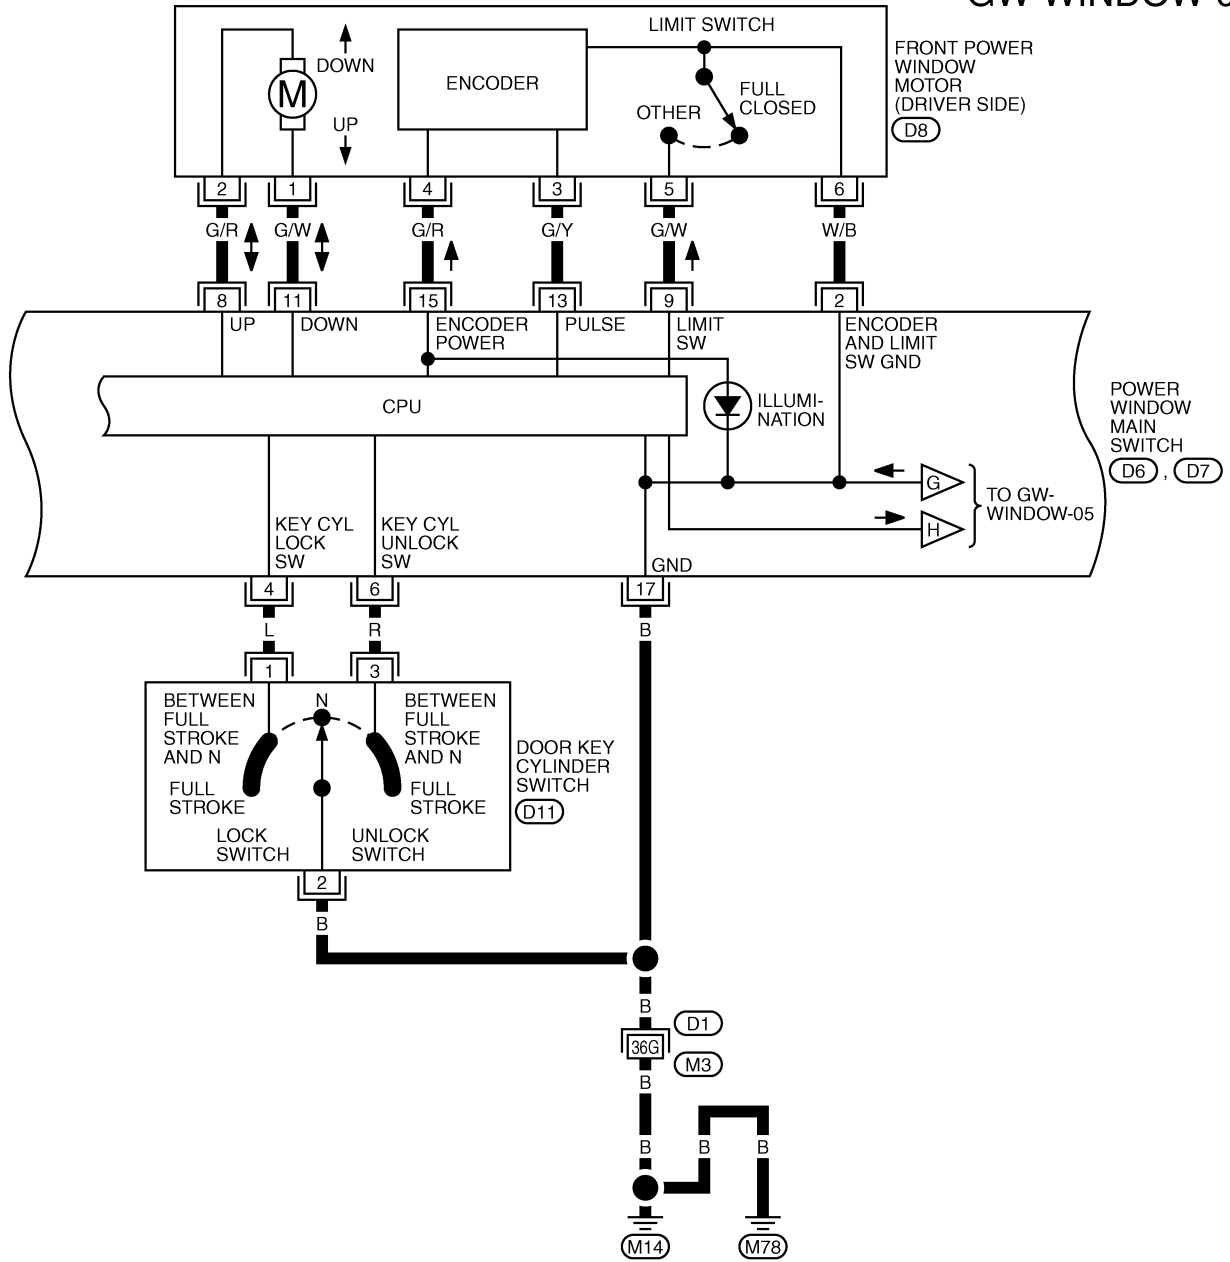 GW-WINDOW-0
LIMIT SWITCH
FRONT POWER
WINDOW
MOTOR
(DRIVER SIDE)
D8
DOWN
M
UP
ENCODER
FULL
CLOSED
OTHER
2 1 4 3 5 6
G/R G/W G/R G/Y G/W W/B
8 11 15 13 9 2
UP
DOWN
ENCODER
POWER
PULSE
LIMIT
SW
ENCODER
AND LIMIT
SW GND
CPU
ILLUMI-
NATION
POWER
WINDOW
MAIN
SWITCH
D6 , D7
G
H
TO GW-
WINDOW-05
KEY CYL
LOCK
SW
KEY CYL
UNLOCK
SW
GND
4 6 17
L R B
1 3
BETWEEN
FULL
STROKE
AND N
N
BETWEEN
FULL
STROKE
AND N
FULL
STROKE
FULL
STROKE
LOCK
SWITCH
UNLOCK
SWITCH
DOOR KEY
CYLINDER
SWITCH
D11
2
B
B
D1
36G
M3
B
B B B
M14 M78